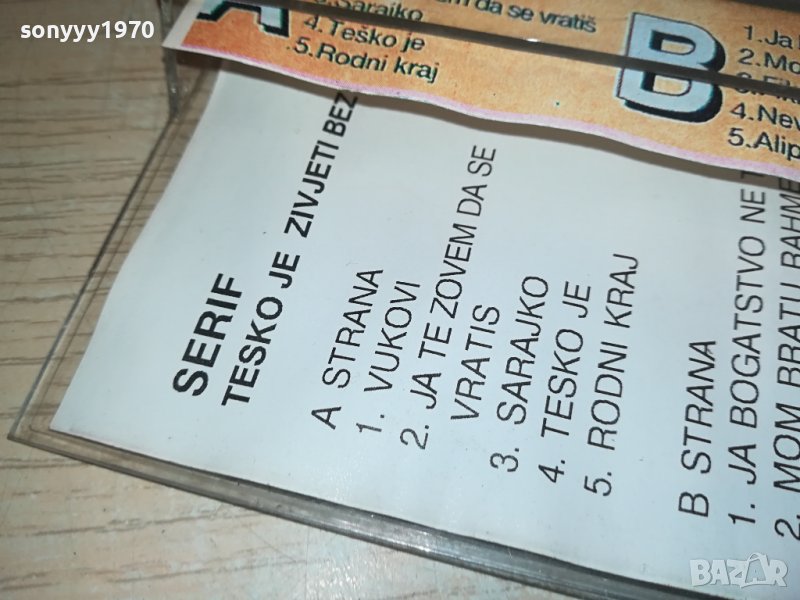 sonyyy1970
da se vratiš
4.Teško je
5.Rodni kraj
B
1.Ja
4.Nev
5.Alip
SERIF
TESKO JE ZIVJETI BEZ
A STRANA
1. VUKOVI
2. JA TE ZOVEM DA SE
VRATIS
3. SARAJKO
4. TESKO JE
5. RODNI KRAJ
B STRANA
1. JA BOGATSTVO NE T
2. MOM BRATU RAHME
BAZAR